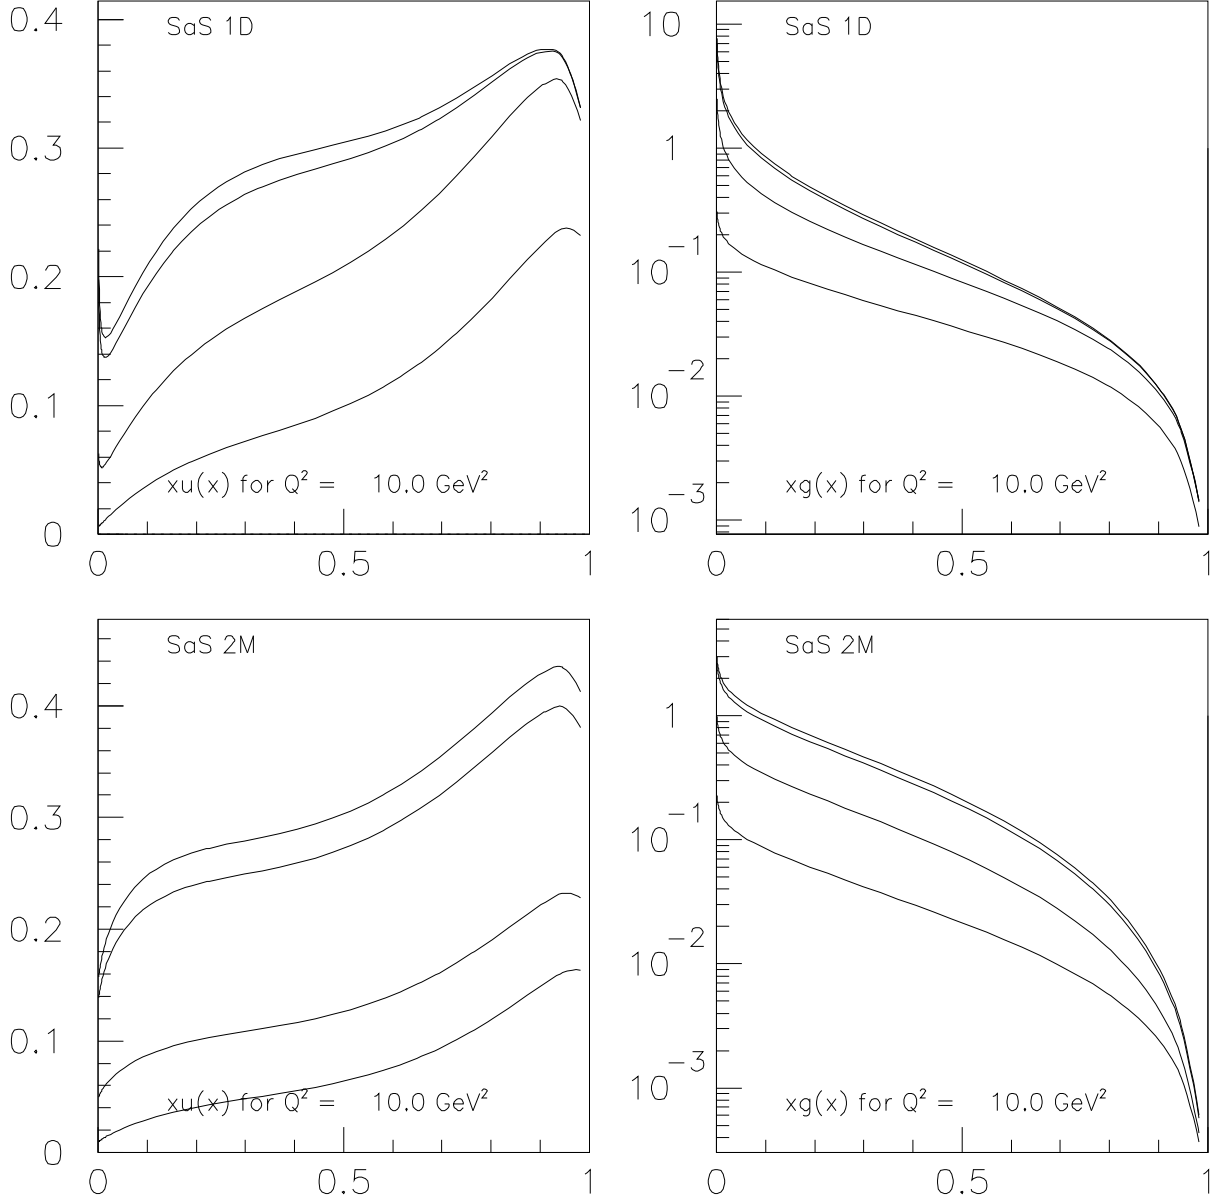 SaS 1D
0.4
0.3
0.2
0.1
0
xu(x) for Q² = 10.0 GeV²
0 0.5 1
SaS 1D
10
1
10⁻¹
10⁻²
10⁻³
xg(x) for Q² = 10.0 GeV²
0 0.5 1
SaS 2M
0.4
0.3
0.2
0.1
0
xu(x) for Q² = 10.0 GeV²
0 0.5 1
SaS 2M
1
10⁻¹
10⁻²
10⁻³
xg(x) for Q² = 10.0 GeV²
0 0.5 1